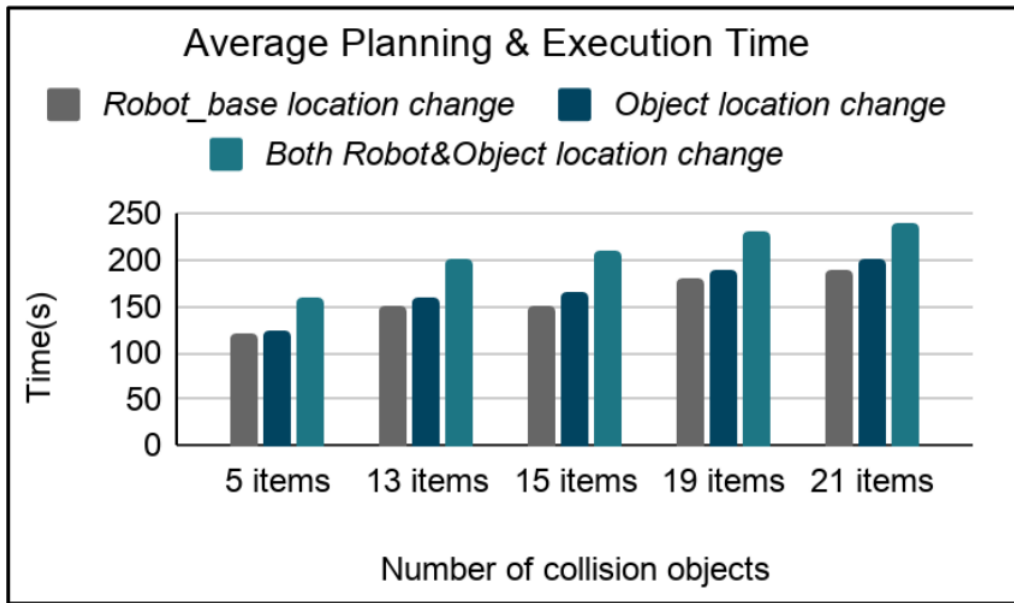 Average Planning & Execution Time
Robot_base location change
Object location change
Both Robot&Object location change
250
200
150
100
50
0
Time(s)
5 items
13 items
15 items
19 items
21 items
Number of collision objects